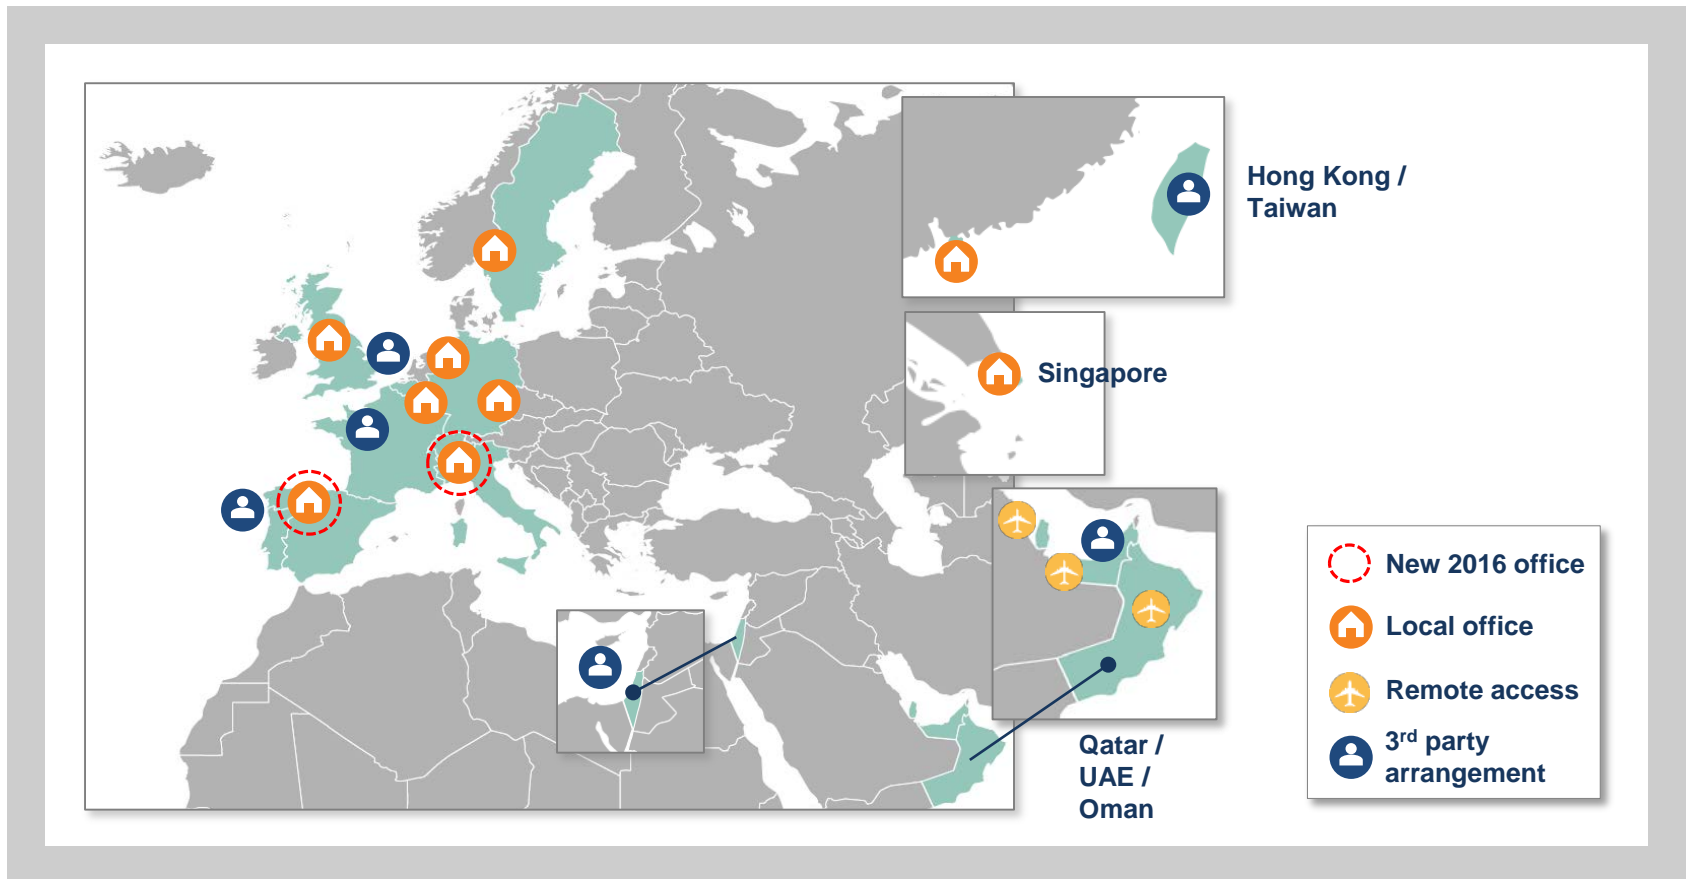 Hong Kong /
Taiwan
Singapore
Qatar /
UAE /
Oman
New 2016 office
Local office
Remote access
3rd party
arrangement